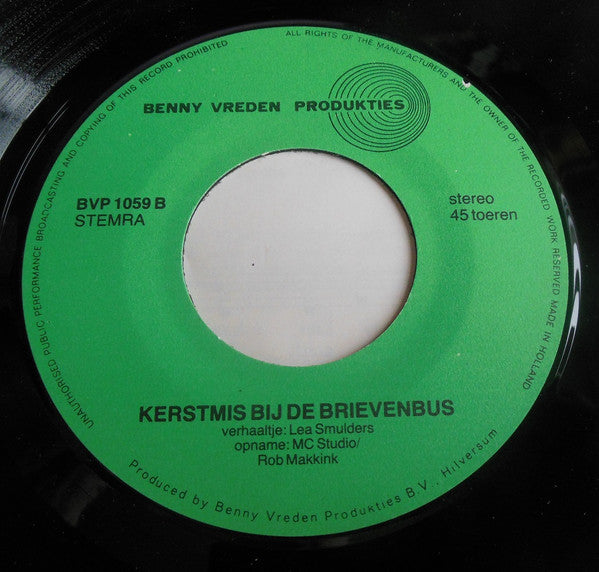 UNAUTHORISED PUBLIC PERFORMANCE BROADCASTING AND COPYING OF THIS RECORD PROHIBITED
ALL RIGHTS OF THE MANUFACTURERS AND THE OWNER OF THE RECORDED WORK RESERVED MADE IN HOLLAND
BENNY VREDEN PRODUKTIES
BVP 1059 B
STEMRA
stereo
45 toeren
KERSTMIS BIJ DE BRIEVENBUS
verhaaltje: Lea Smulders
opname: MC Studio/
Rob Makkink
Produced by Benny Vreden Produkties B.V., Hilversum